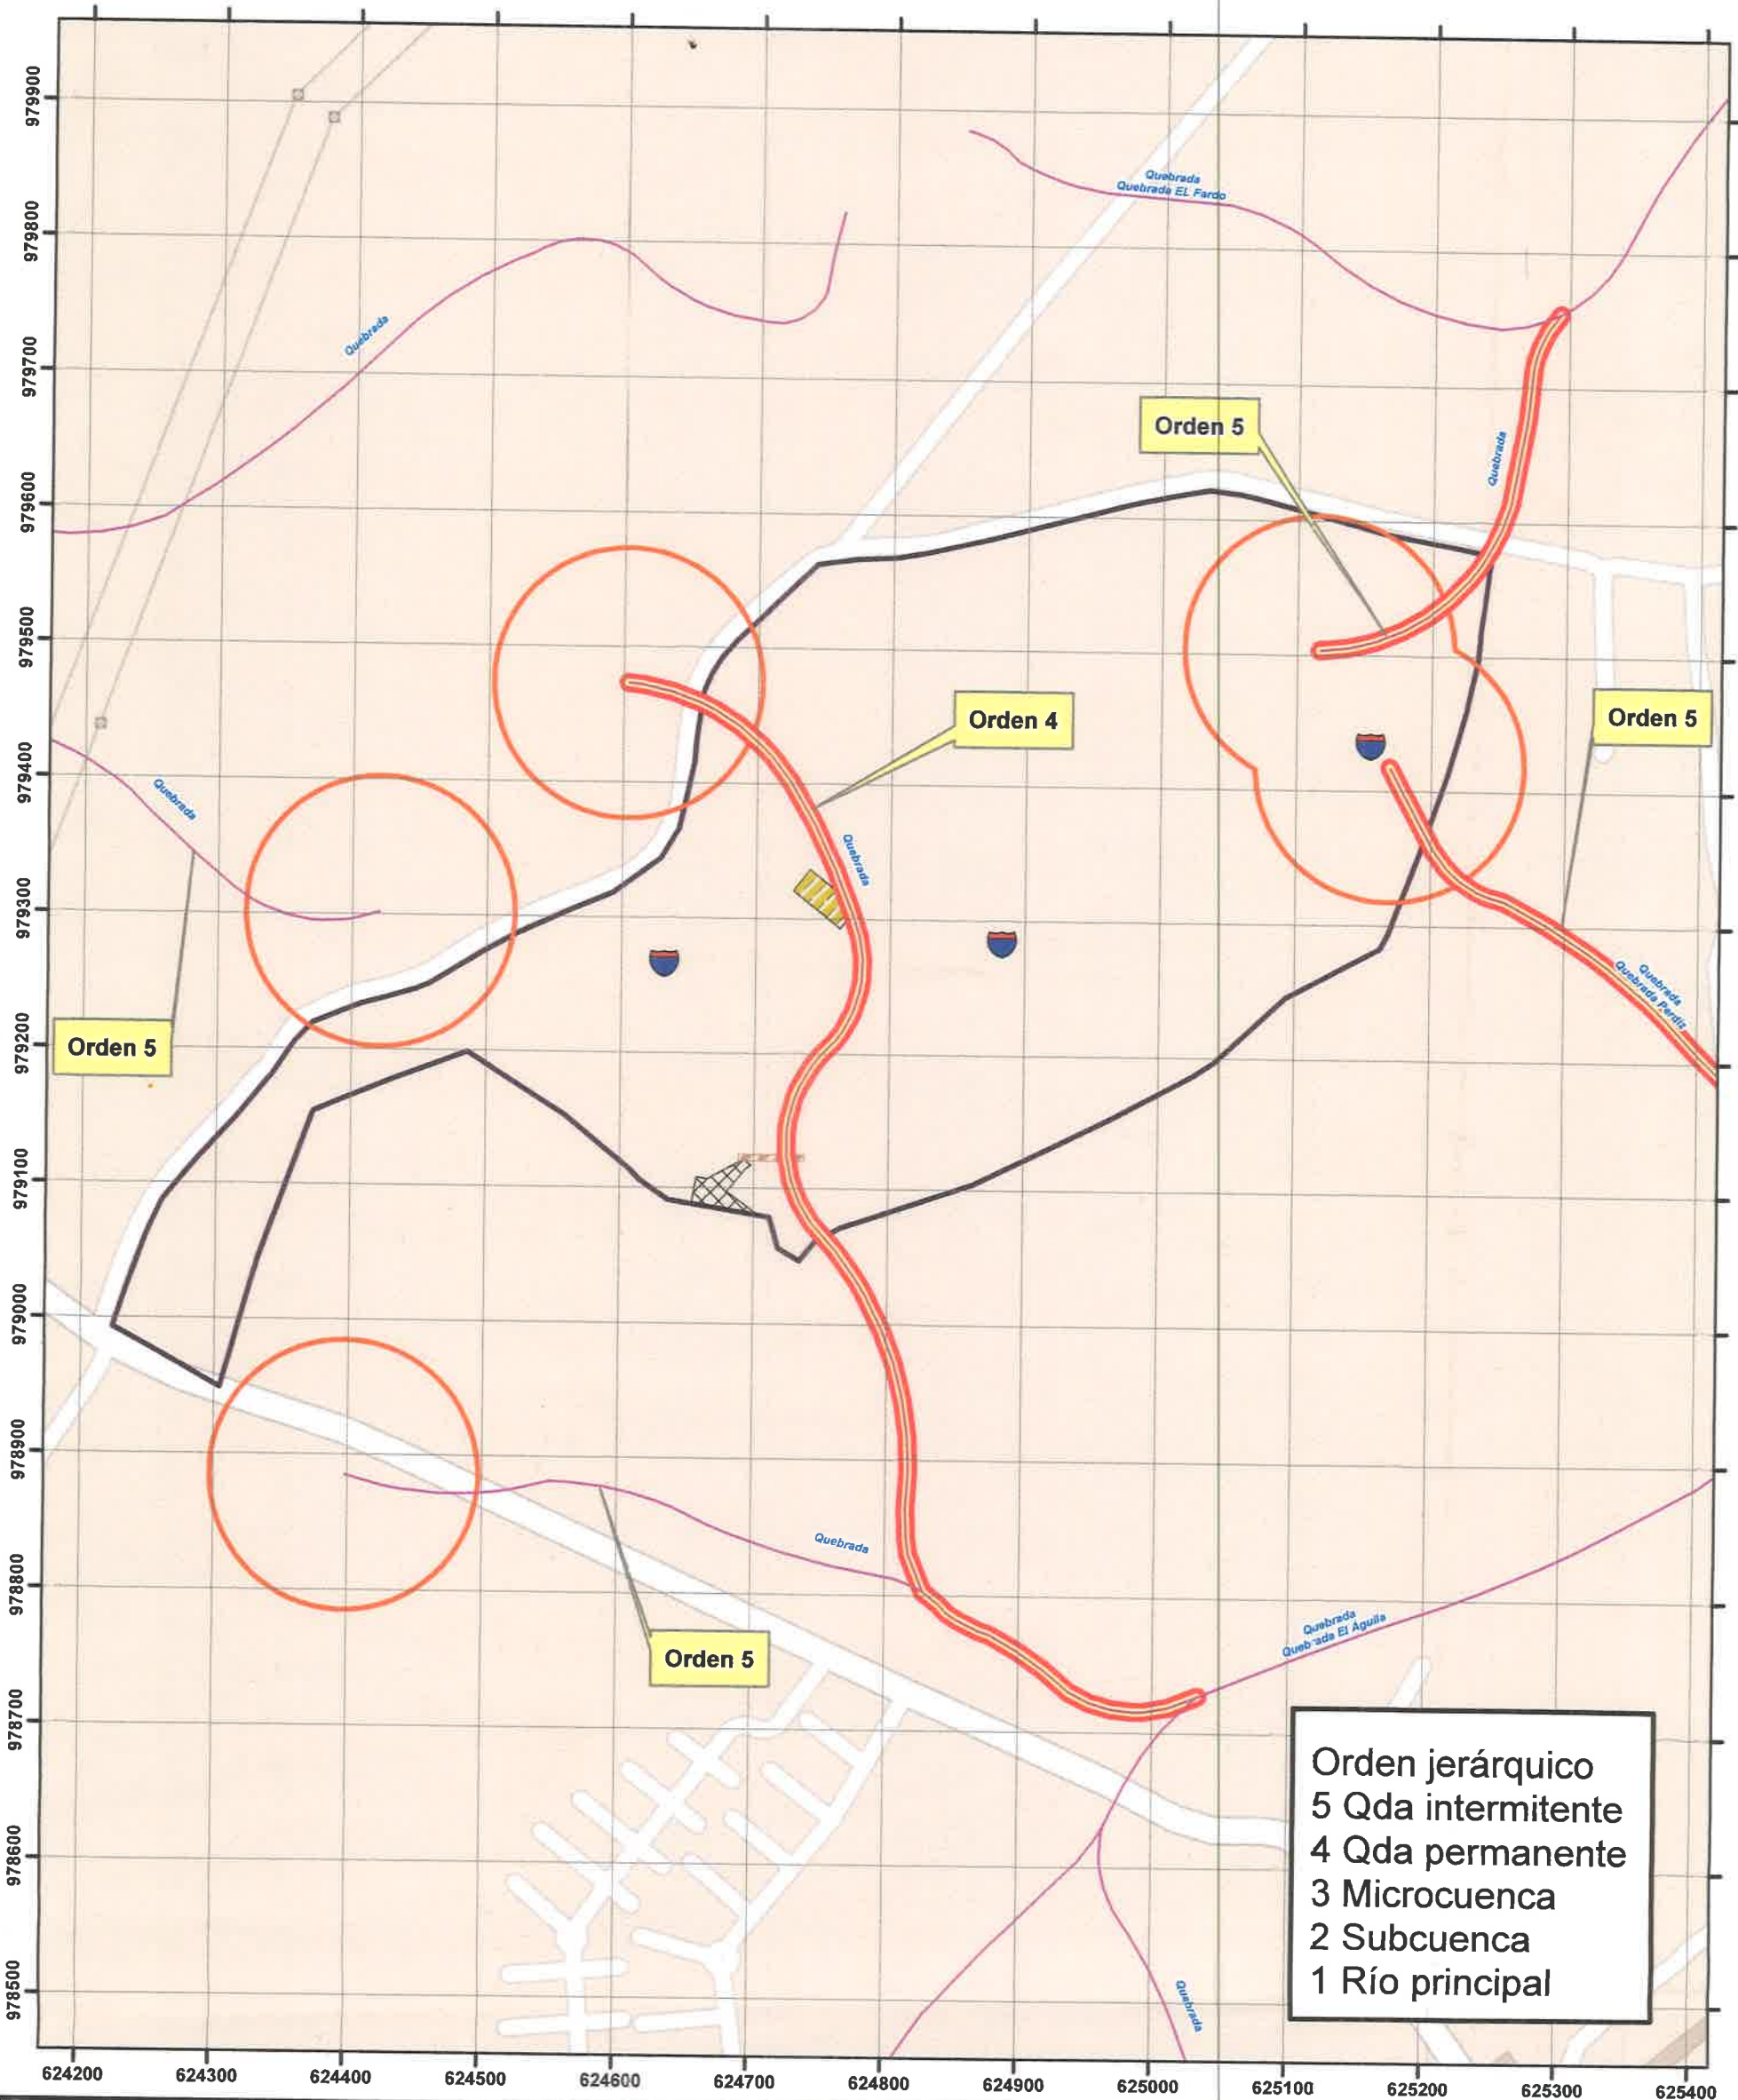 979900
979800
979700
979600
979500
979400
979300
979200
979100
979000
978900
978800
978700
978600
978500
Quebrada
Quebrada EL Fardo
Quebrada
Orden 5
Quebrada
Orden 4
Orden 5
Quebrada
Quebrada
Quebrada
Quebrada Perdiz
Orden 5
Quebrada
Orden 5
Quebrada
Quebrada El Aguila
Quebrada
Orden jerárquico
5 Qda intermitente
4 Qda permanente
3 Microcuenca
2 Subcuenca
1 Río principal
624200
624300
624400
624500
624600
624700
624800
624900
625000
625100
625200
625300
625400